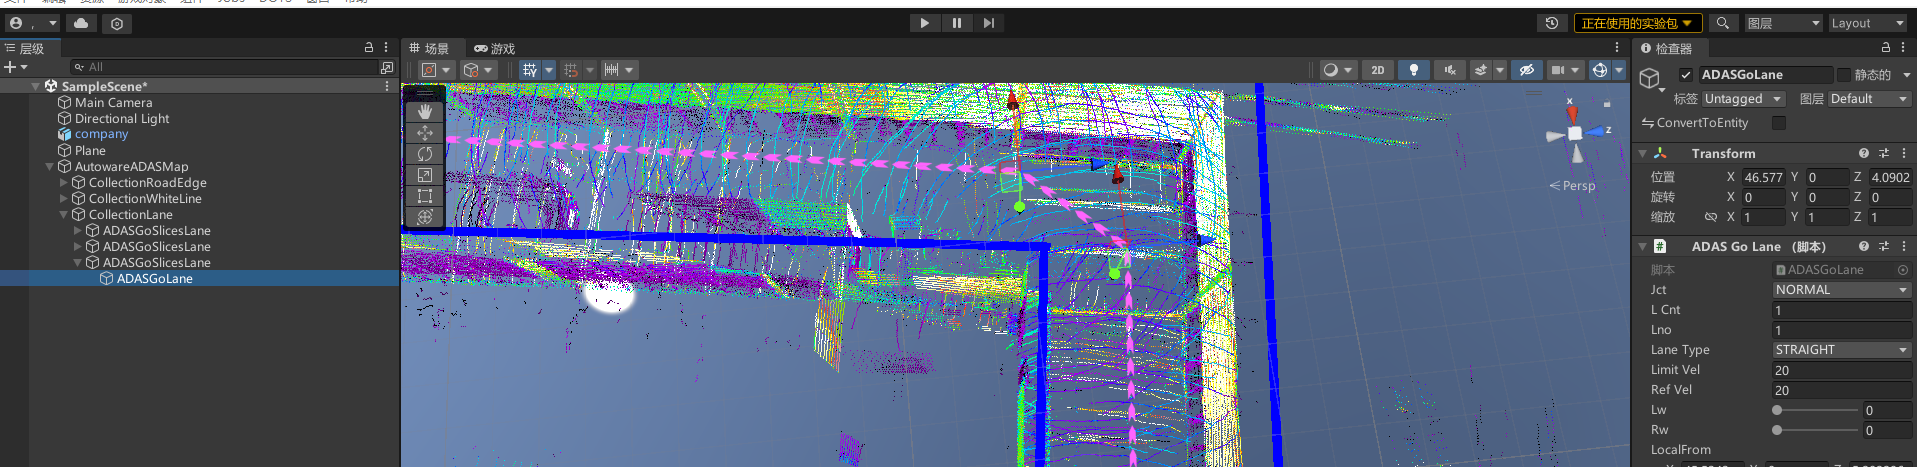 正在使用的实验包
图层
Layout
层级
All
场景
游戏
检查器
SampleScene*
Main Camera
Directional Light
company
Plane
AutowareADASMap
CollectionRoadEdge
CollectionWhiteLine
CollectionLane
ADASGoSlicesLane
ADASGoSlicesLane
ADASGoSlicesLane
ADASGoLane
2D
x
z
Persp
ADASGoLane 静态的
标签 Untagged 图层 Default
ConvertToEntity
Transform
位置 X 46.577 Y 0 Z 4.0902
旋转 X 0 Y 0 Z 0
缩放 X 1 Y 1 Z 1
ADAS Go Lane （脚本）
脚本 ADASGoLane
Jct NORMAL
L Cnt 1
Lno 1
Lane Type STRAIGHT
Limit Vel 20
Ref Vel 20
Lw 0
Rw 0
LocalFrom